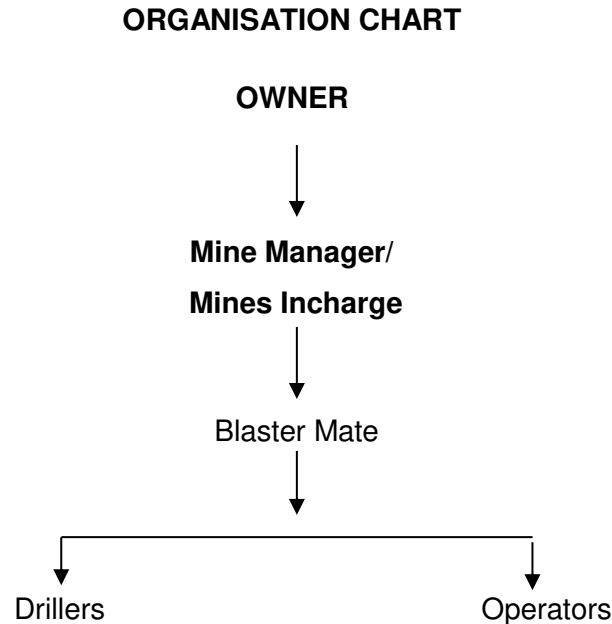 ORGANISATION CHART
OWNER
Mine Manager/
Mines Incharge
Blaster Mate
Drillers
Operators